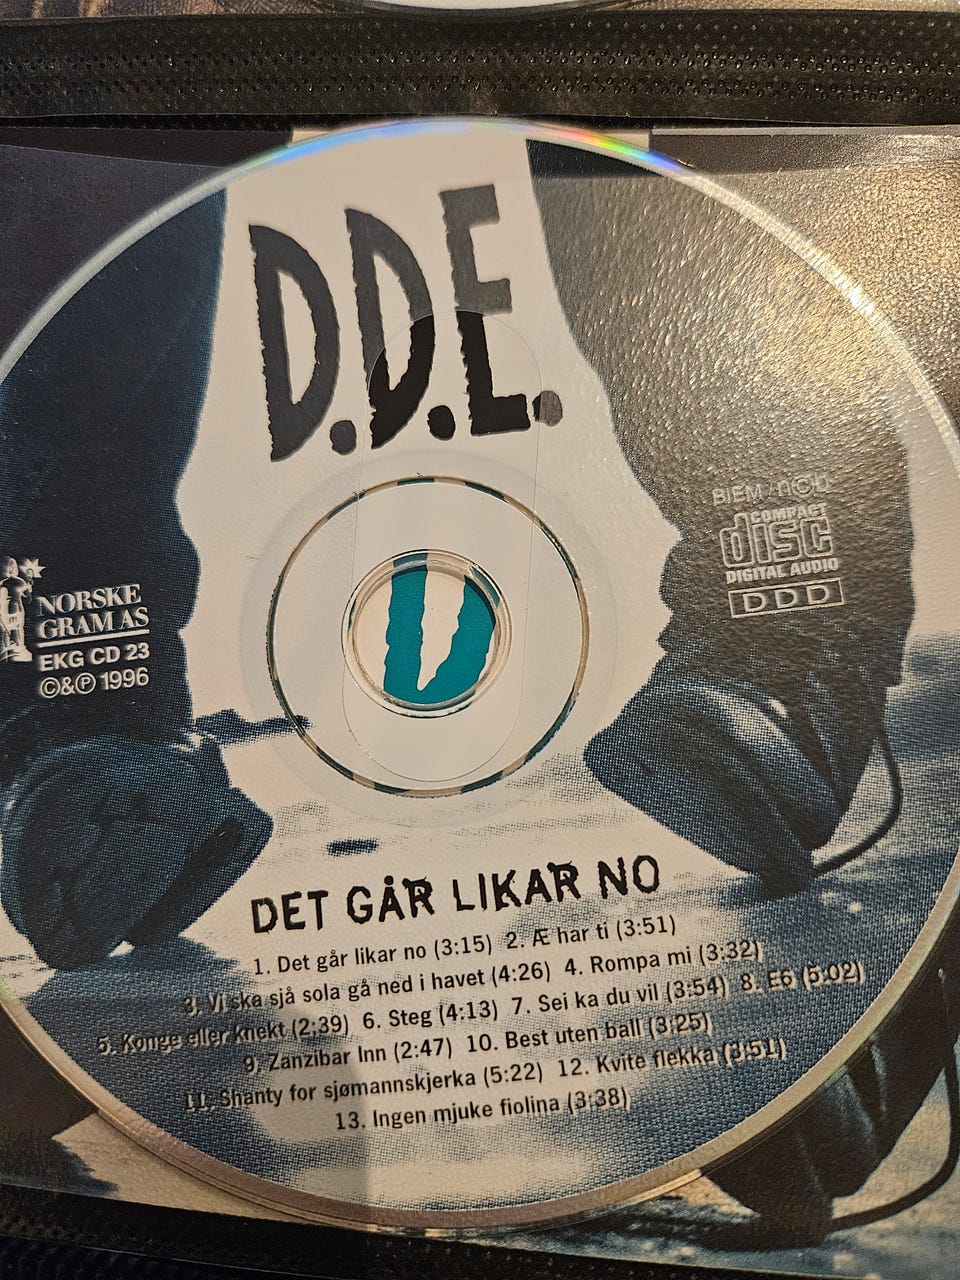 D.D.E.
BIEM / n©b
COMPACT
disc
DIGITAL AUDIO
DDD
NORSKE
GRAM AS
EKG CD 23
©&℗ 1996
DET GÅR LIKAR NO
1. Det går likar no (3:15) 2. Æ har ti (3:51)
3. Vi ska sjå sola gå ned i havet (4:26) 4. Rompa mi (3:32)
5. Konge eller knekt (2:39) 6. Steg (4:13) 7. Sei ka du vil (3:54) 8. E6 (5:02)
9. Zanzibar Inn (2:47) 10. Best uten ball (3:25)
11. Shanty for sjømannskjerka (5:22) 12. Kvite flekka (3:51)
13. Ingen mjuke fiolina (3:38)